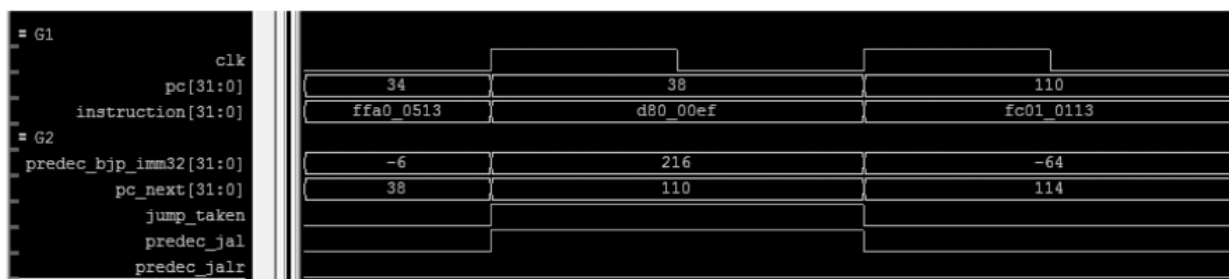 G1
clk
pc[31:0] 34 38 110
instruction[31:0] ffa0_0513 d80_00ef fc01_0113
G2
predec_bjp_imm32[31:0] -6 216 -64
pc_next[31:0] 38 110 114
jump_taken
predec_jal
predec_jalr